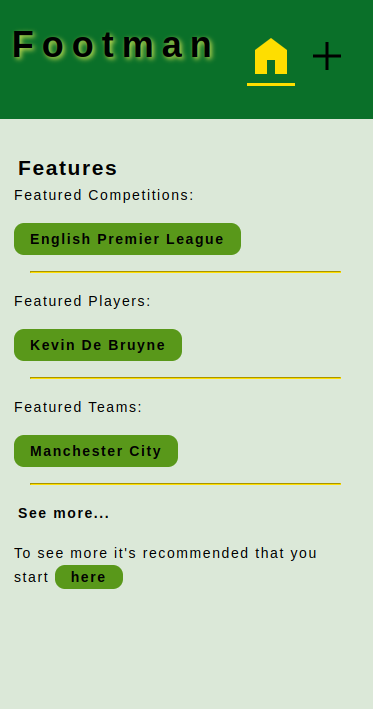 Footman
Features
Featured Competitions:
English Premier League
Featured Players:
Kevin De Bruyne
Featured Teams:
Manchester City
See more...
To see more it's recommended that you
start here